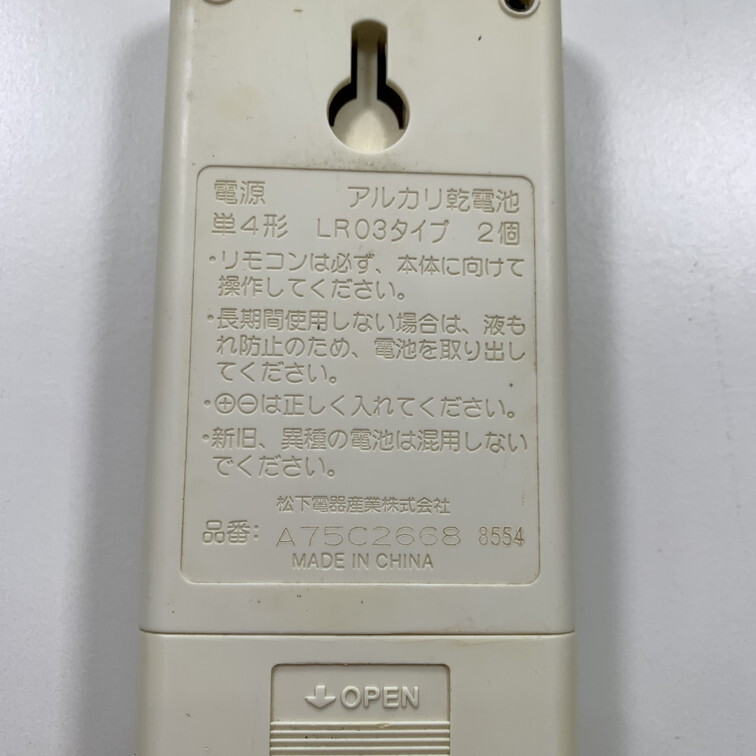 電源 アルカリ乾電池
単4形 LR03タイプ 2個
・リモコンは必ず、本体に向けて
操作してください。
・長期間使用しない場合は、液も
れ防止のため、電池を取り出し
てください。
・⊕⊖は正しく入れてください。
・新旧、異種の電池は混用しない
でください。
松下電器産業株式会社
品番: A75C2668 8554
MADE IN CHINA
OPEN